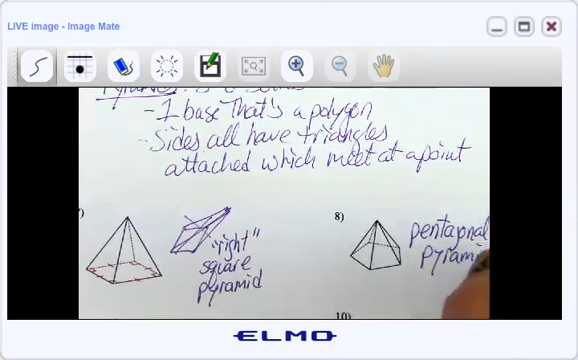 LIVE image - Image Mate
- 1 base That's a polygon
- Sides all have triangles
attached which meet at a point
"right"
square
pyramid
8)
pentagonal
10)
ELMO